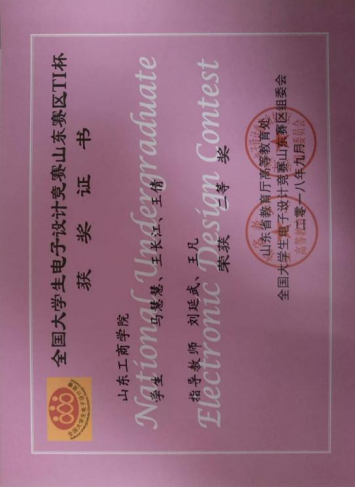 全国大学生电子设计竞赛山东赛区TI杯
获奖证书
National Undergraduate
Electronic Design Contest
山东工商学院
学生 马慧慧、王长江、王倩
指导教师 刘延武、王凡
荣获 二等 奖
山东省教育厅高等教育处
全国大学生电子设计竞赛山东赛区组委会
二零一八年九月